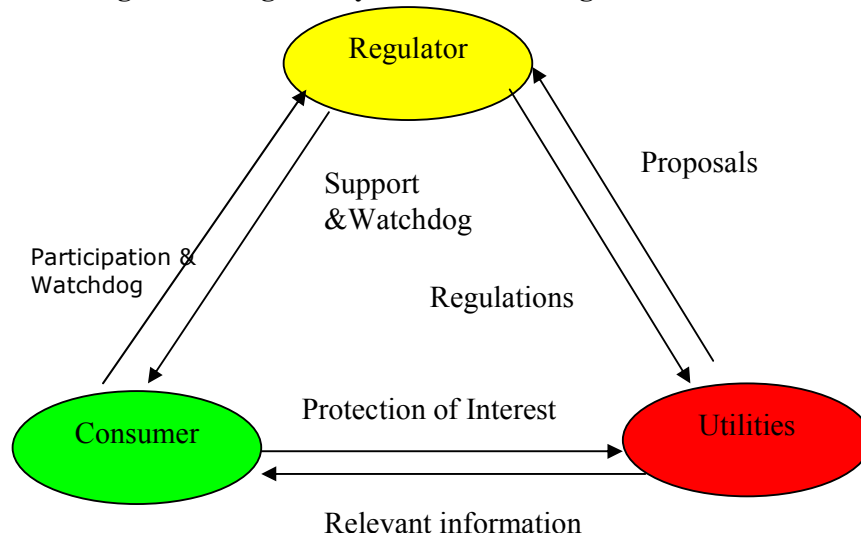 Regulator
Proposals
Support
&Watchdog
Participation &
Watchdog
Regulations
Protection of Interest
Consumer
Utilities
Relevant information